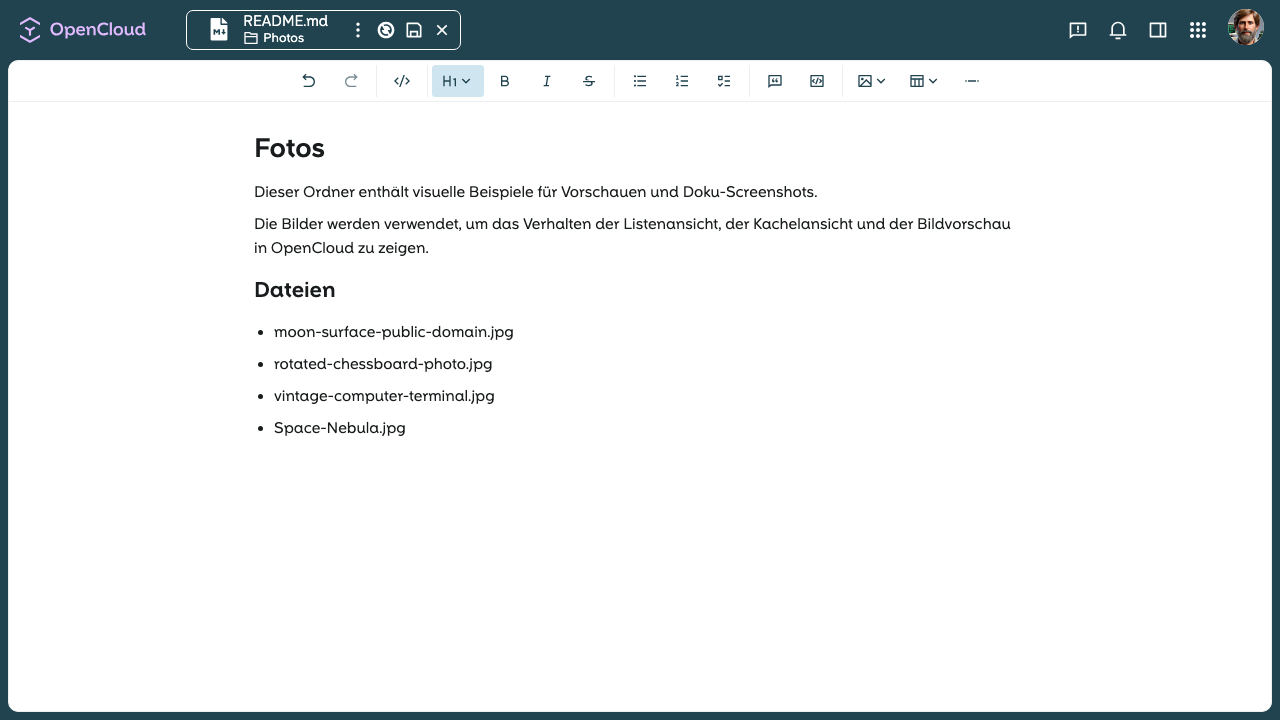 OpenCloud
README.md
Photos
H1
Fotos
Dieser Ordner enthält visuelle Beispiele für Vorschauen und Doku-Screenshots.
Die Bilder werden verwendet, um das Verhalten der Listenansicht, der Kachelansicht und der Bildvorschau
in OpenCloud zu zeigen.
Dateien
moon-surface-public-domain.jpg
rotated-chessboard-photo.jpg
vintage-computer-terminal.jpg
Space-Nebula.jpg